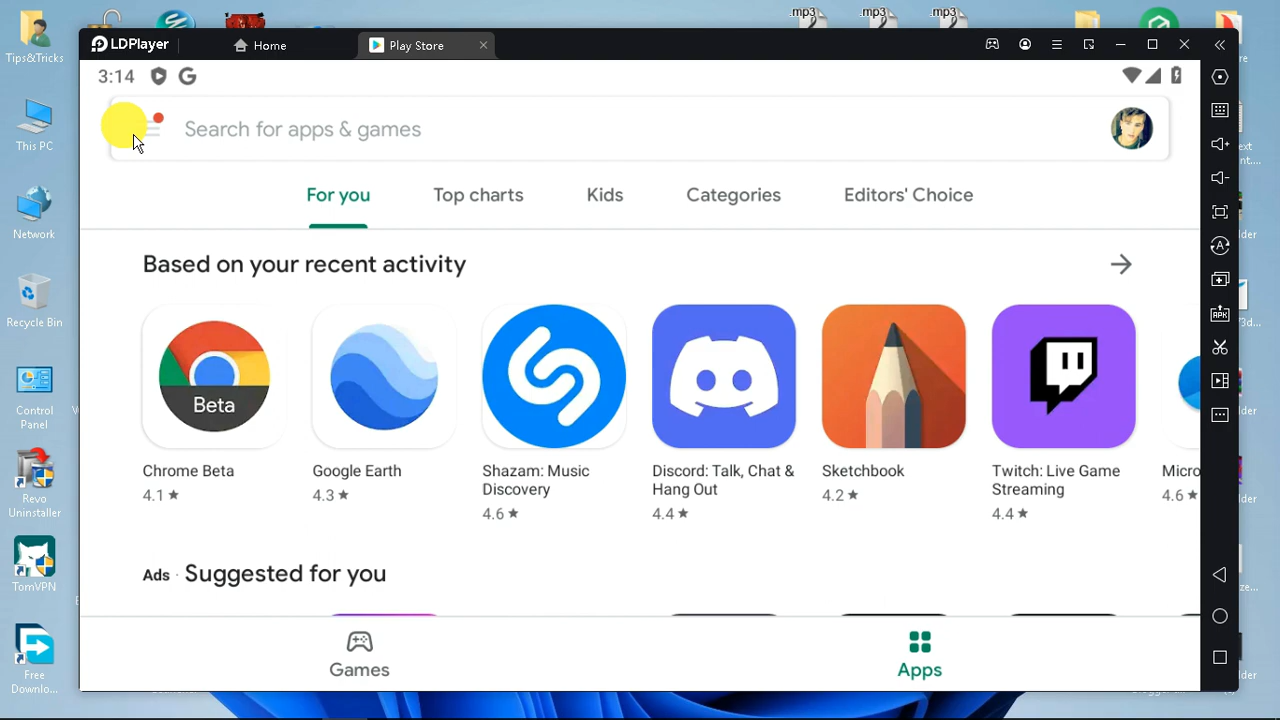 .mp3
.mp3
.mp3
Tips&Tricks
This PC
Network
Recycle Bin
Control
Panel
Revo
Uninstaller
TomVPN
Free
Downlo...
LDPlayer
Home
Play Store
3:14
Search for apps & games
For you
Top charts
Kids
Categories
Editors' Choice
Based on your recent activity
Beta
Chrome Beta
4.1 ★
Google Earth
4.3 ★
Shazam: Music
Discovery
4.6 ★
Discord: Talk, Chat &
Hang Out
4.4 ★
Sketchbook
4.2 ★
Twitch: Live Game
Streaming
4.4 ★
Micro
4.6 ★
Ads · Suggested for you
Games
Apps
APK